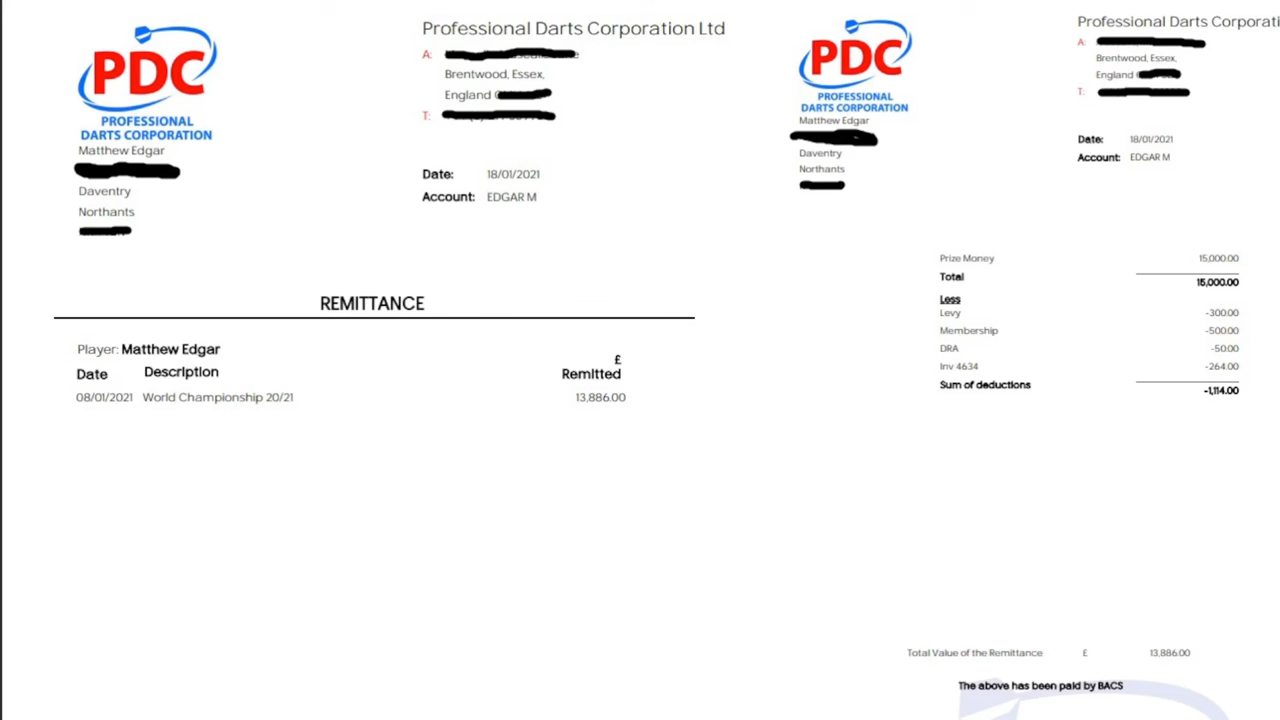 PDC
PROFESSIONAL
DARTS CORPORATION
Matthew Edgar
Daventry
Northants
Professional Darts Corporation Ltd
A:
Brentwood, Essex,
England
T:
Date: 18/01/2021
Account: EDGAR M
REMITTANCE
Player: Matthew Edgar
£
Date Description Remitted
08/01/2021 World Championship 20/21 13,886.00
PDC
PROFESSIONAL
DARTS CORPORATION
Matthew Edgar
Daventry
Northants
Professional Darts Corporati
A:
Brentwood, Essex,
England
T:
Date: 18/01/2021
Account: EDGAR M
Prize Money 15,000.00
Total 15,000.00
Less
Levy -300.00
Membership -500.00
DRA -50.00
Inv 4634 -264.00
Sum of deductions -1,114.00
Total Value of the Remittance £ 13,886.00
The above has been paid by BACS